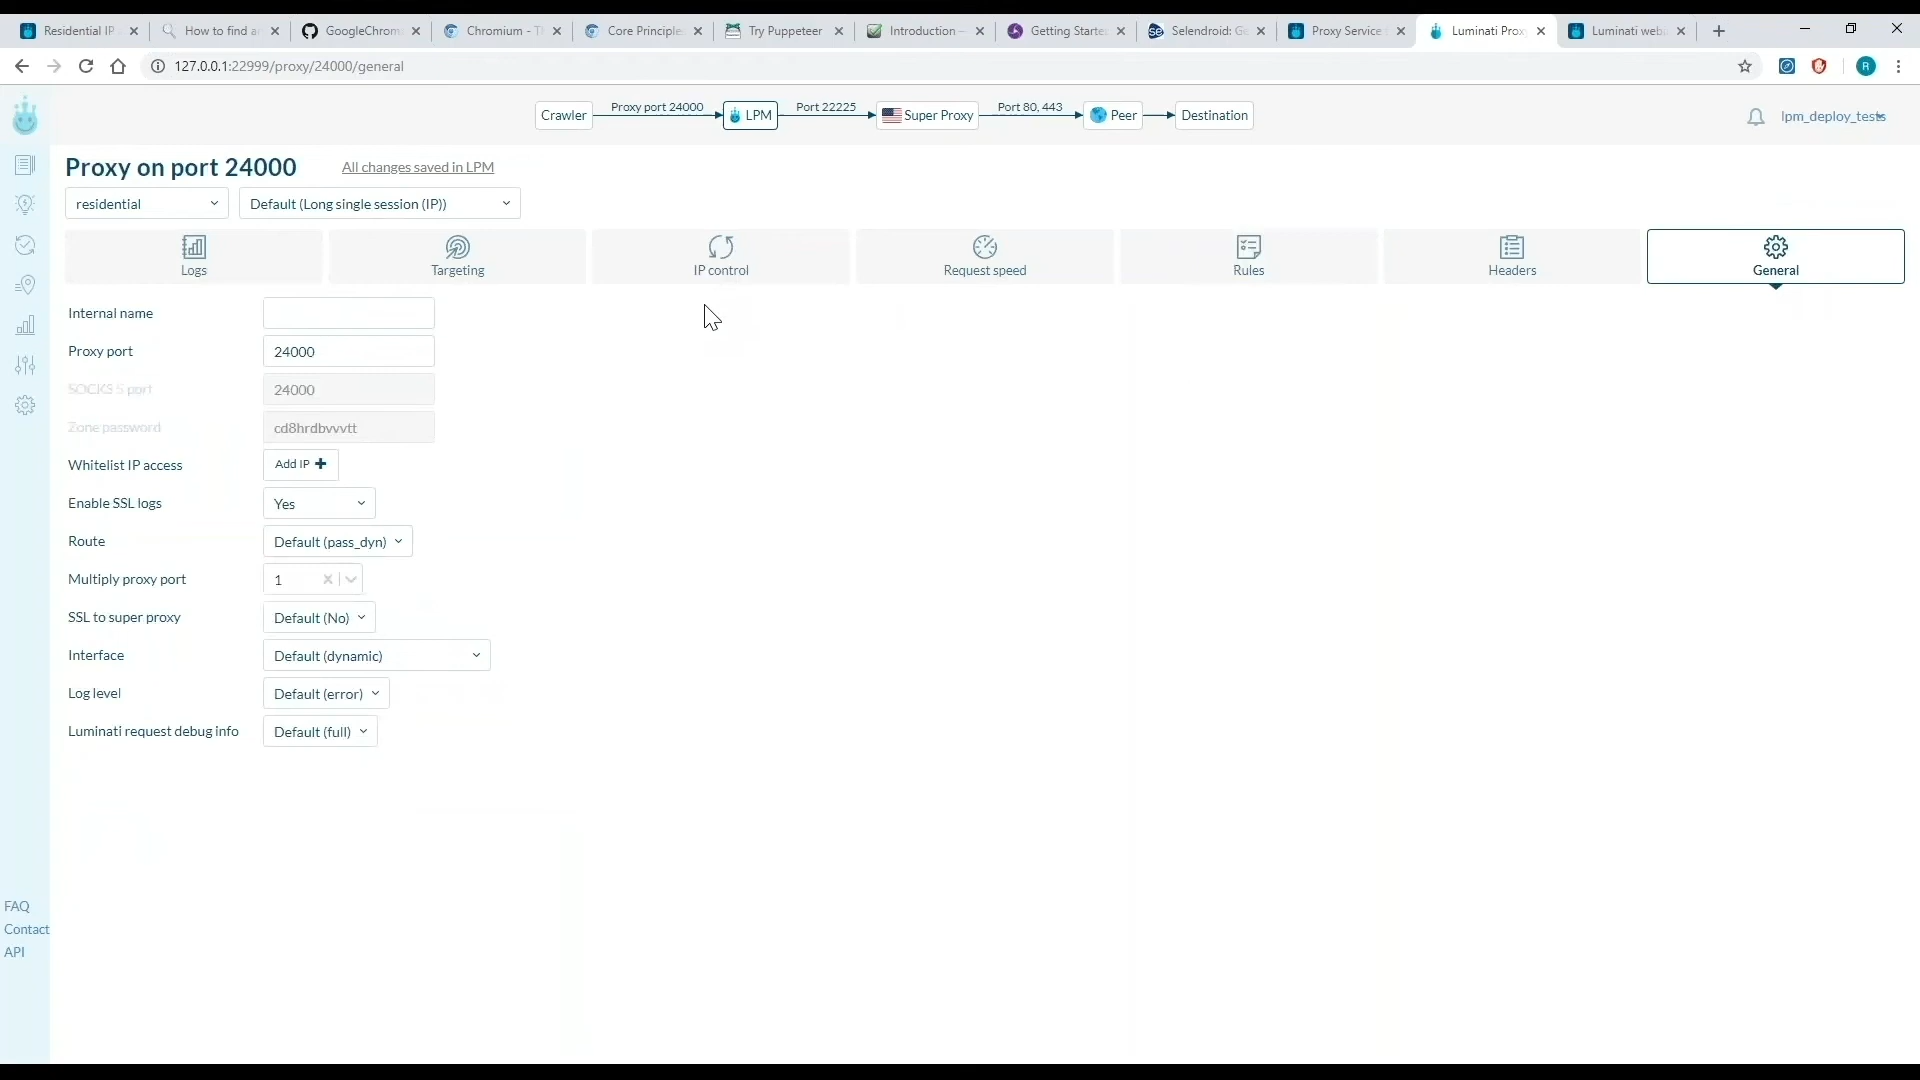 Residential IP
How to find a
GoogleChrom
Chromium - T
Core Principle
Try Puppeteer
Introduction –
Getting Starte
Selendroid: G
Proxy Service
Luminati Prox
Luminati web
127.0.0.1:22999/proxy/24000/general
R
Crawler
Proxy port 24000
LPM
Port 22225
Super Proxy
Port 80, 443
Peer
Destination
lpm_deploy_tests
Proxy on port 24000
All changes saved in LPM
residential
Default (Long single session (IP))
Logs
Targeting
IP control
Request speed
Rules
Headers
General
Internal name
Proxy port
24000
SOCKS 5 port
24000
Zone password
cd8hrdbvvvtt
Whitelist IP access
Add IP
Enable SSL logs
Yes
Route
Default (pass_dyn)
Multiply proxy port
1
SSL to super proxy
Default (No)
Interface
Default (dynamic)
Log level
Default (error)
Luminati request debug info
Default (full)
FAQ
Contact
API